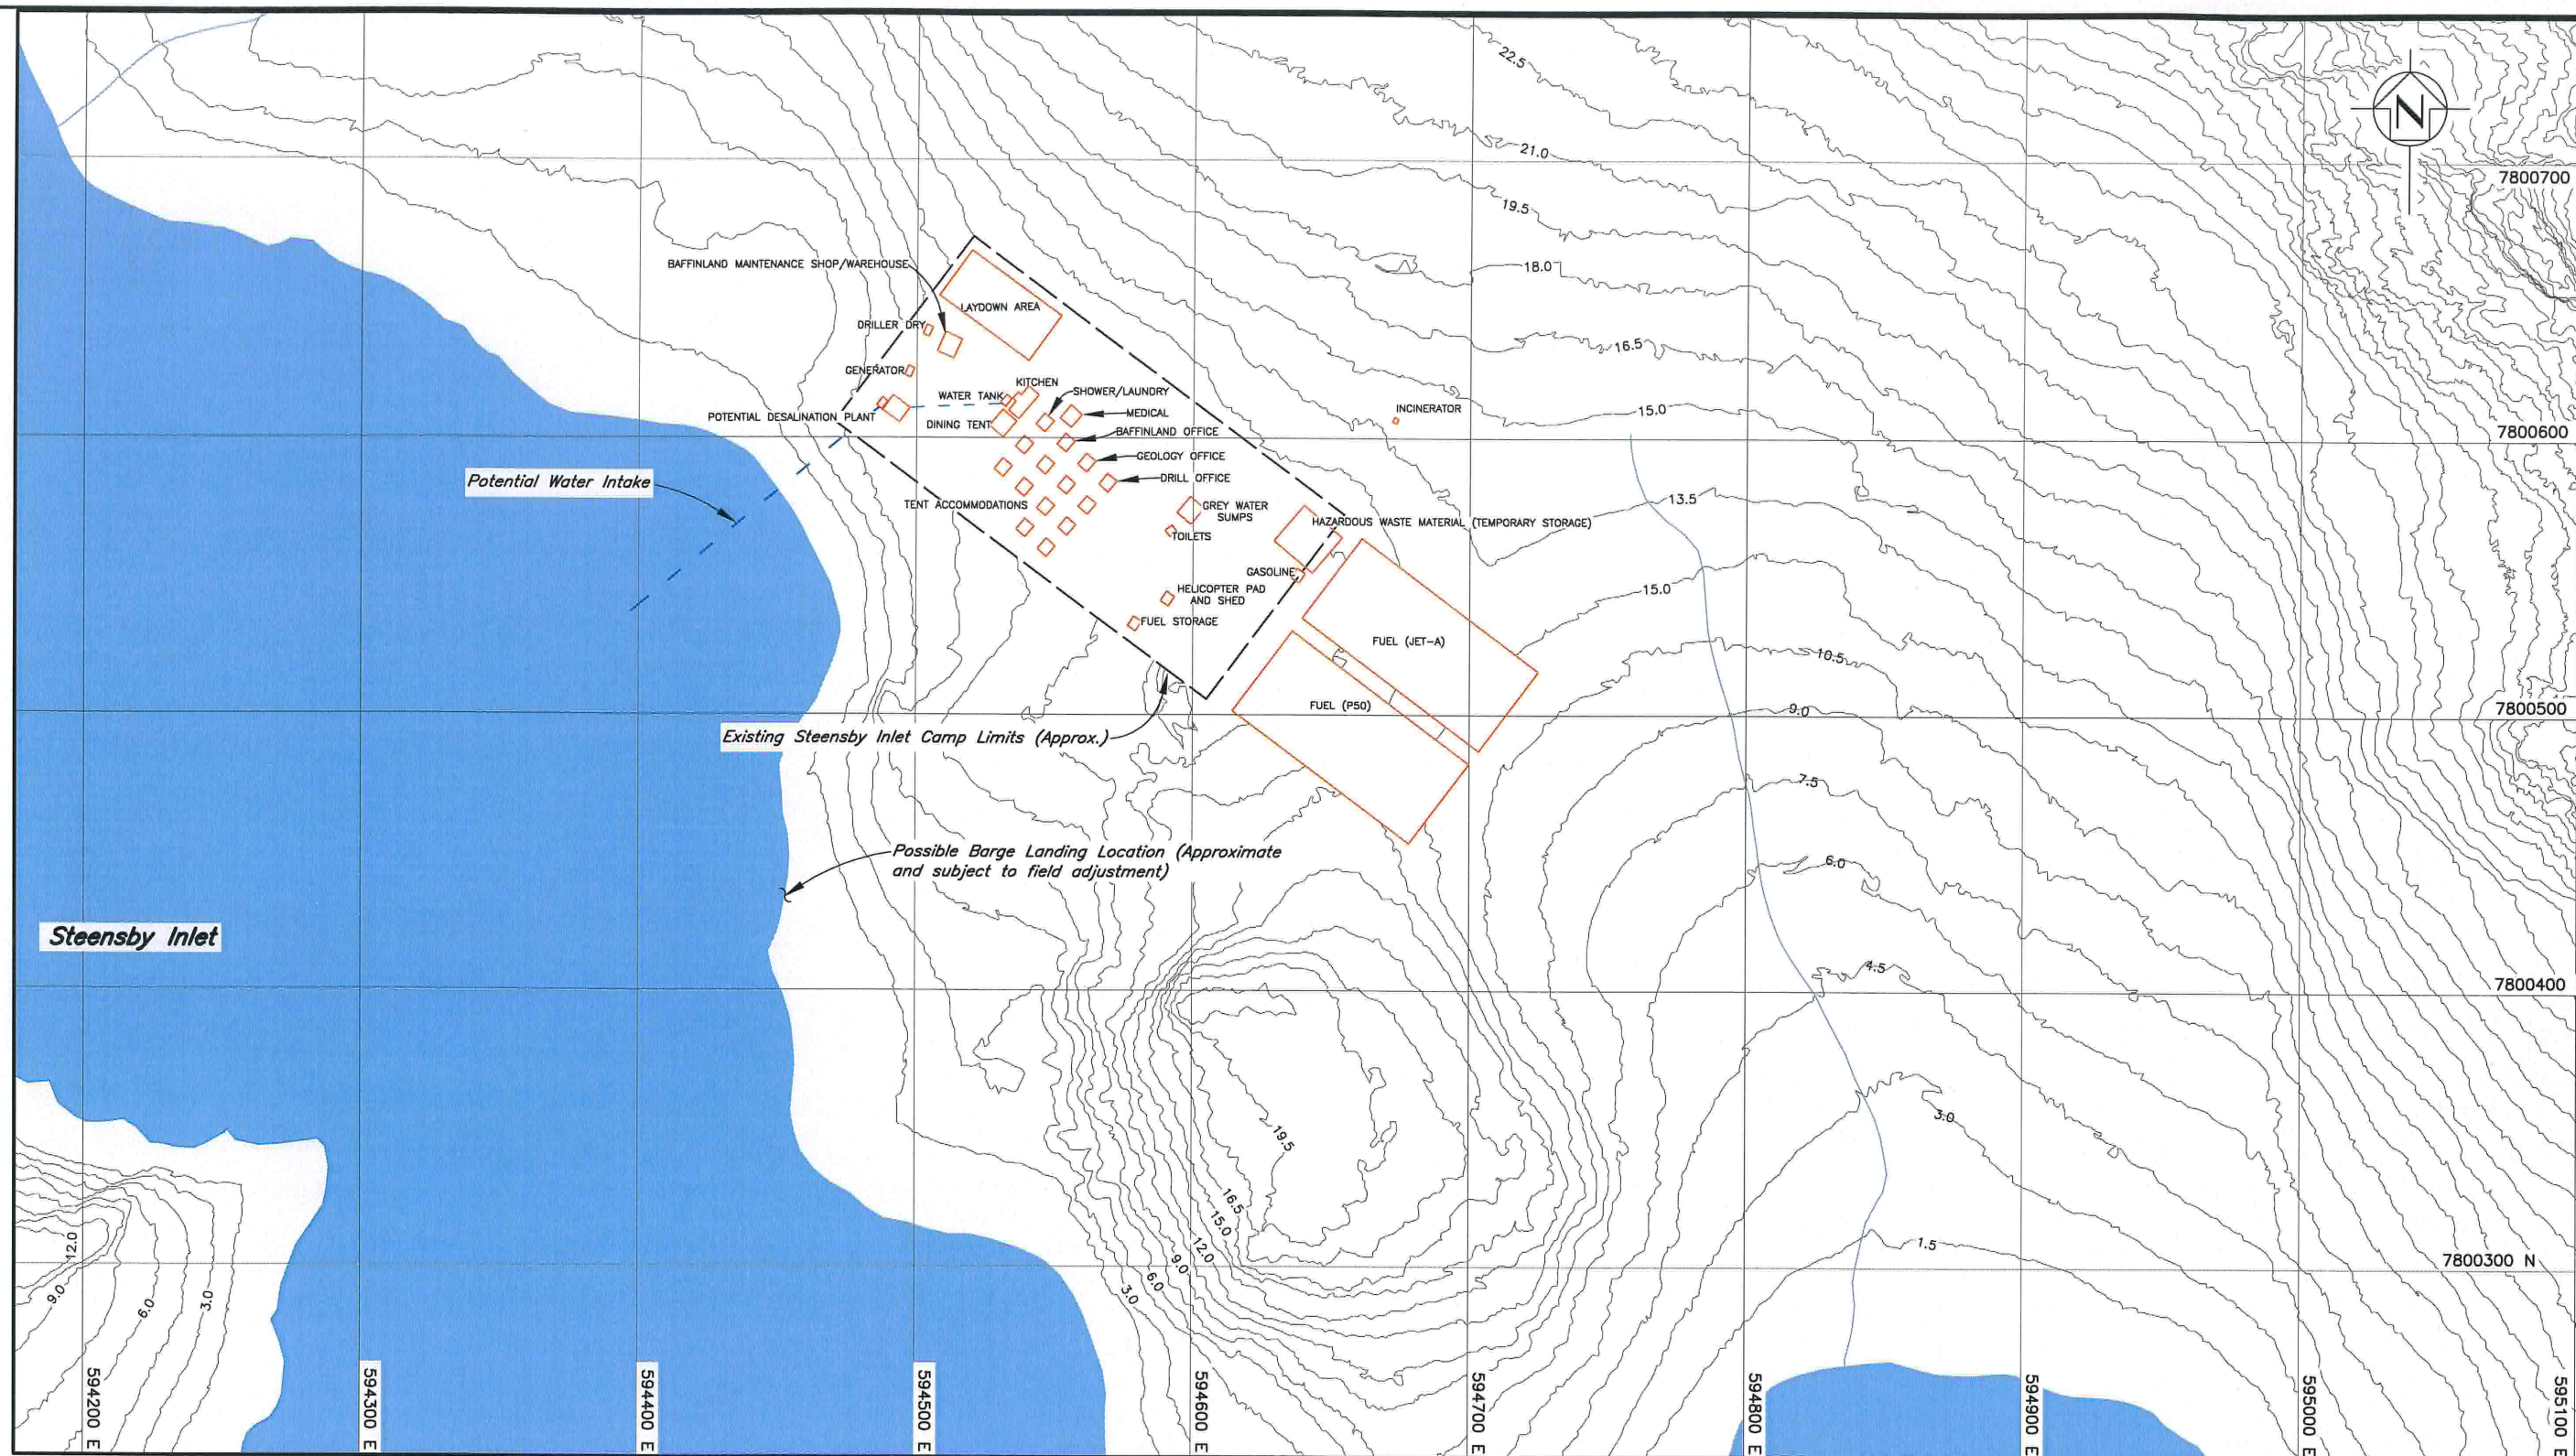 22.5
N
21.0
7800700
19.5
BAFFINLAND MAINTENANCE SHOP/WAREHOUSE
18.0
LAYDOWN AREA
DRILLER DRY
16.5
GENERATOR
KITCHEN
WATER TANK
SHOWER/LAUNDRY
INCINERATOR
15.0
POTENTIAL DESALINATION PLANT
MEDICAL
DINING TENT
BAFFINLAND OFFICE
7800600
GEOLOGY OFFICE
Potential Water Intake
DRILL OFFICE
13.5
TENT ACCOMMODATIONS
GREY WATER
SUMPS
HAZARDOUS WASTE MATERIAL (TEMPORARY STORAGE)
TOILETS
GASOLINE
15.0
HELICOPTER PAD
AND SHED
FUEL STORAGE
FUEL (JET-A)
10.5
FUEL (P50)
9.0
7800500
Existing Steensby Inlet Camp Limits (Approx.)
7.5
Possible Barge Landing Location (Approximate
and subject to field adjustment)
6.0
Steensby Inlet
4.5
7800400
3.0
19.5
16.5
15.0
12.0
9.0
6.0
3.0
1.5
7800300 N
12.0
9.0
6.0
3.0
594200 E
594300 E
594400 E
594500 E
594600 E
594700 E
594800 E
594900 E
595000 E
595100 E